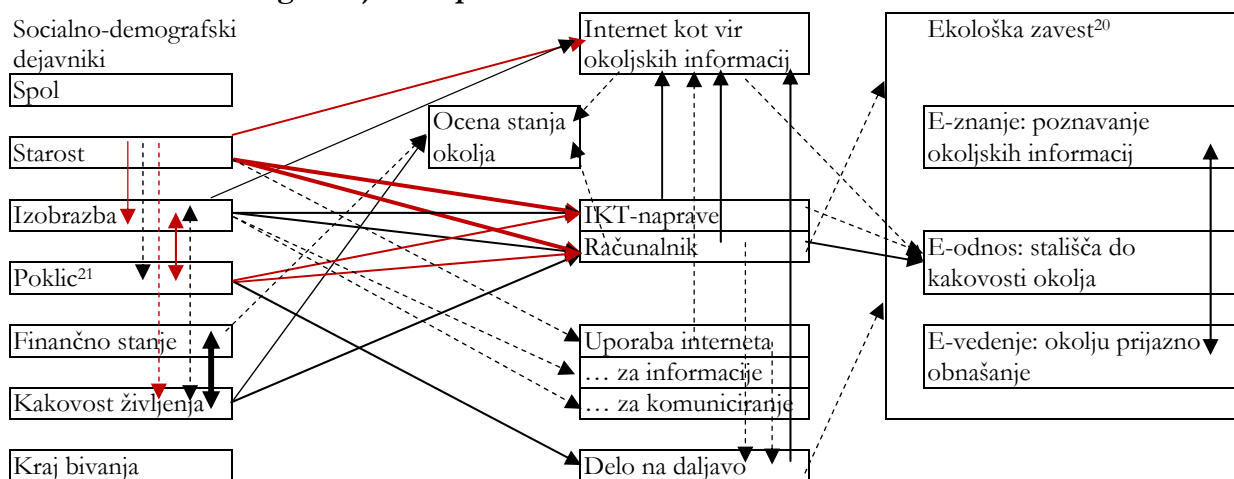 Socialno-demografski
dejavniki
Spol
Starost
Izobrazba
Poklic²¹
Finančno stanje
Kakovost življenja
Kraj bivanja
Internet kot vir
okoljskih informacij
Ocena stanja
okolja
IKT-naprave
Računalnik
Uporaba interneta
… za informacije
… za komuniciranje
Delo na daljavo
Ekološka zavest²⁰
E-znanje: poznavanje
okoljskih informacij
E-odnos: stališča do
kakovosti okolja
E-vedenje: okolju prijazno
obnašanje